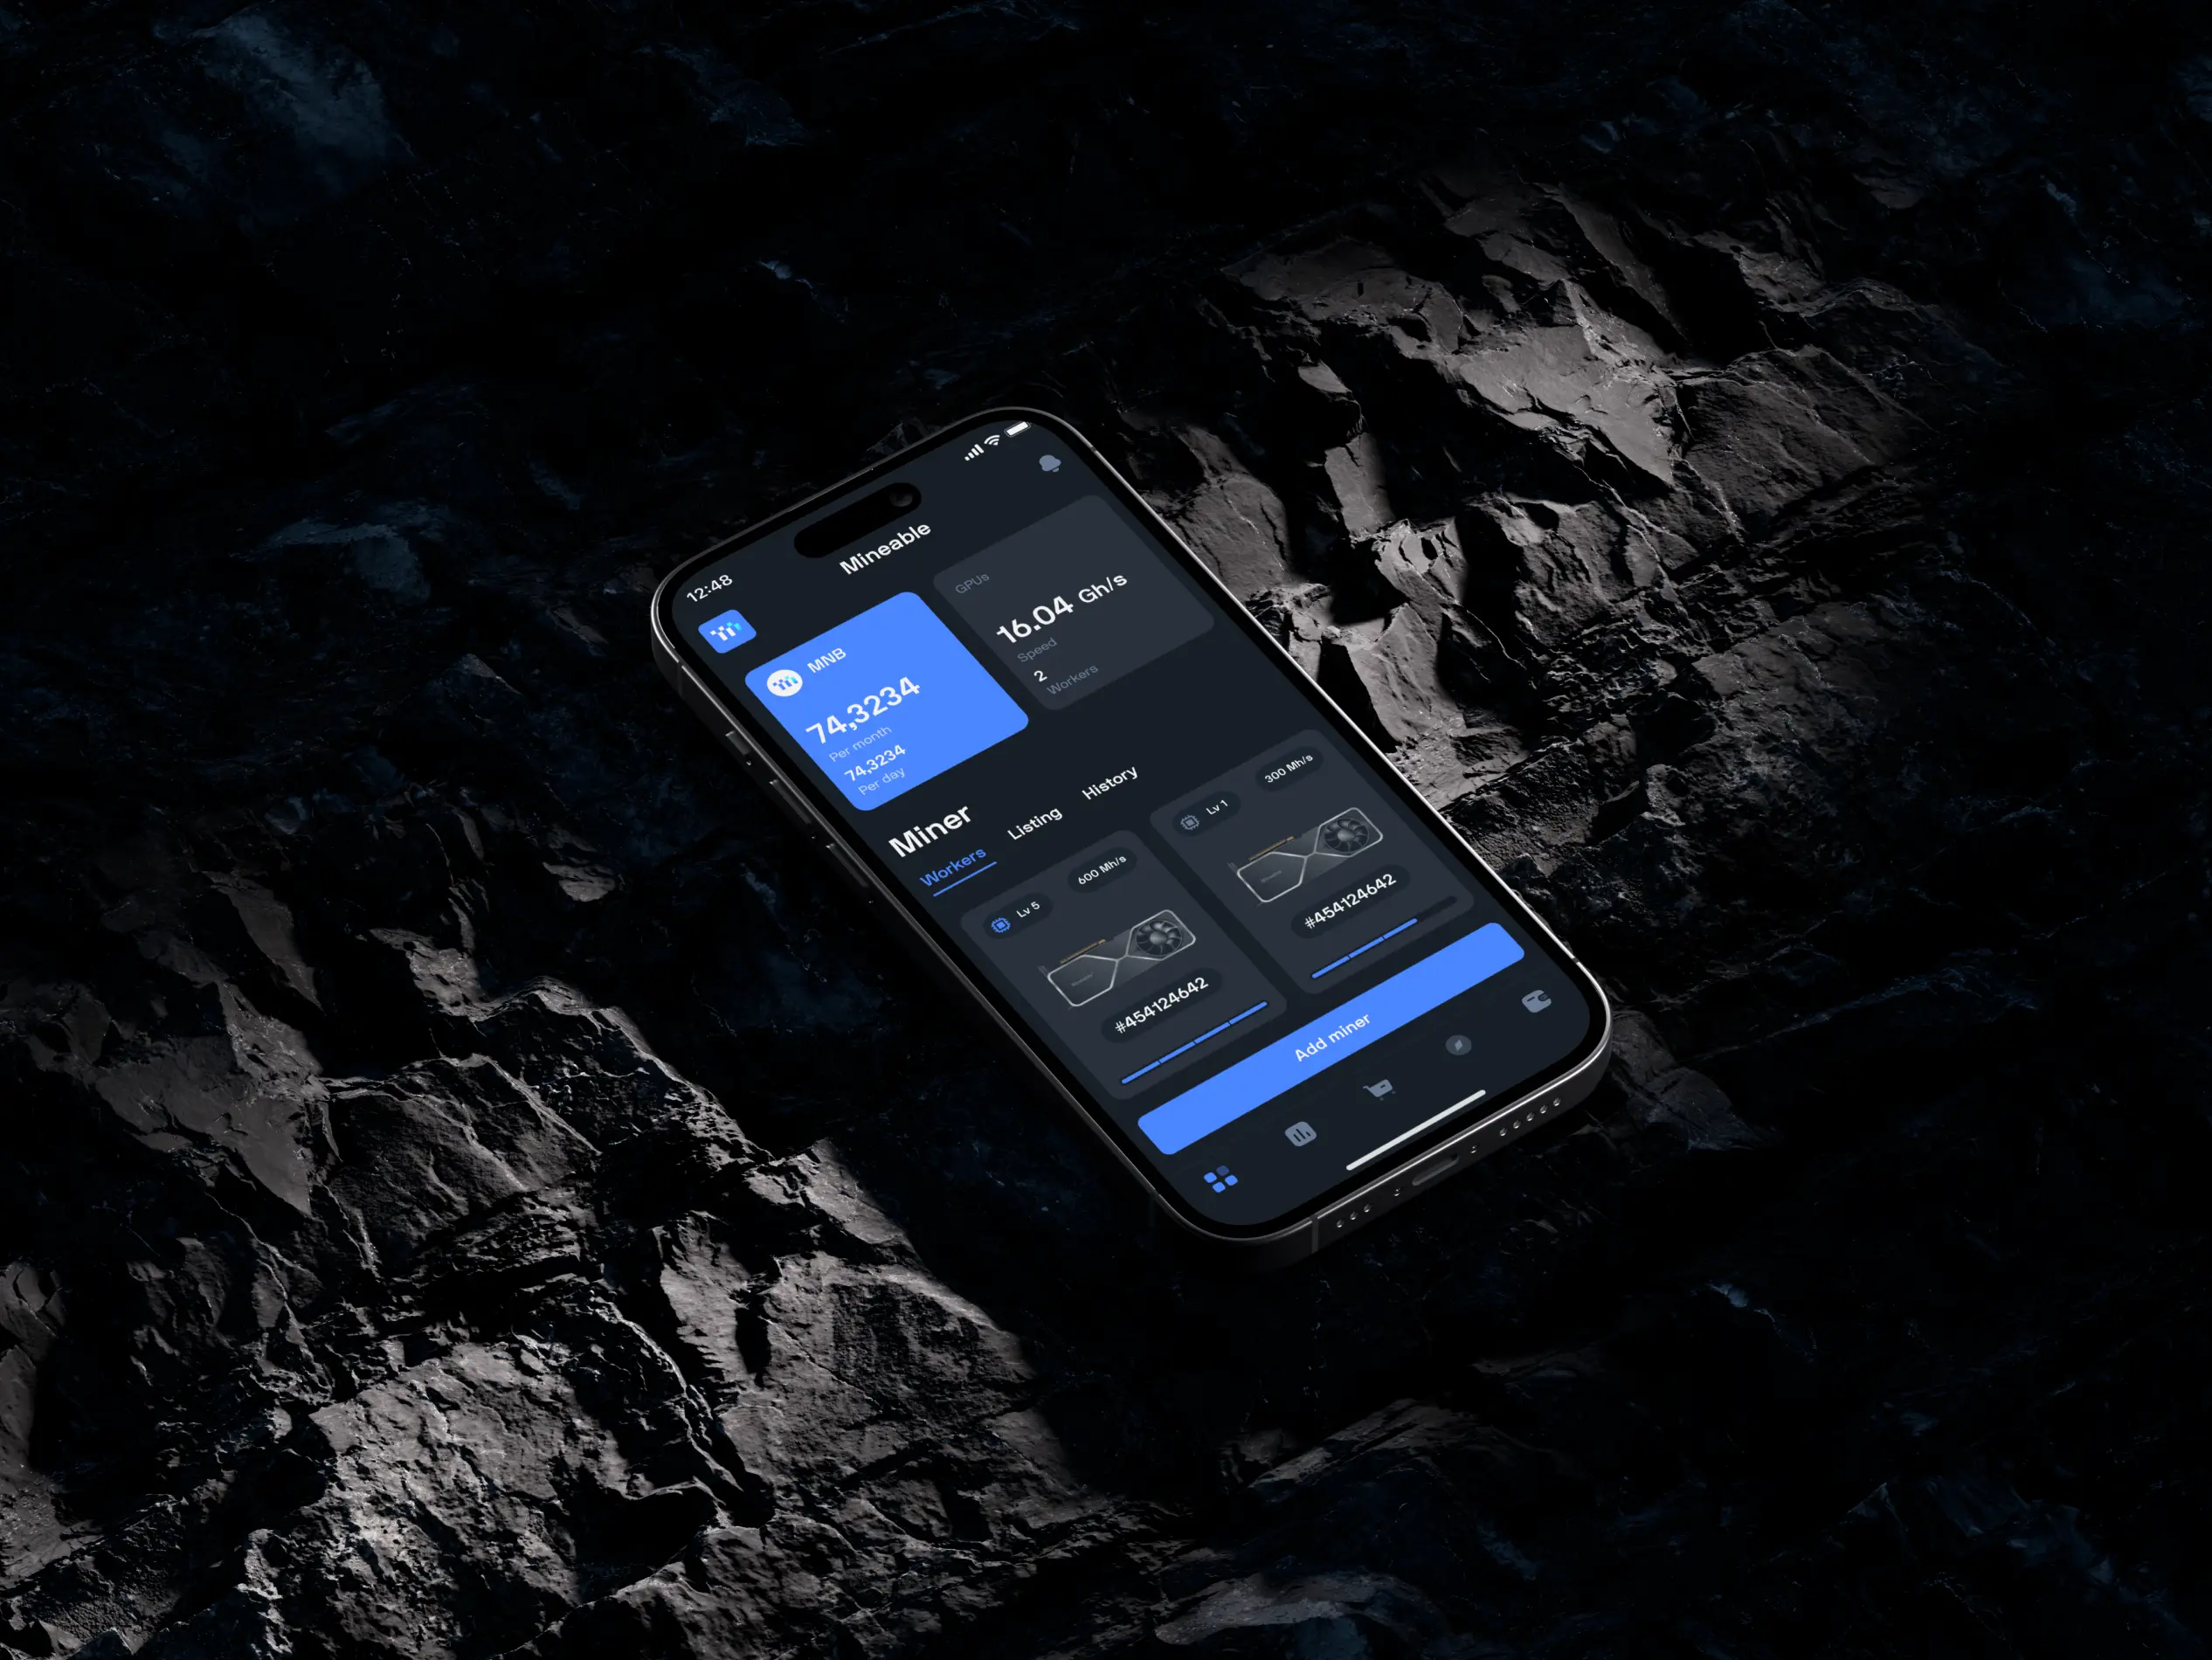 12:48
Mineable
MNB
74,3234
Per month
74,3234
Per day
GPUs
16.04 Gh/s
Speed
2
Workers
Miner
Workers
Listing
History
Lv 5
600 Mh/s
#454124642
Lv 1
300 Mh/s
#454124642
Add miner